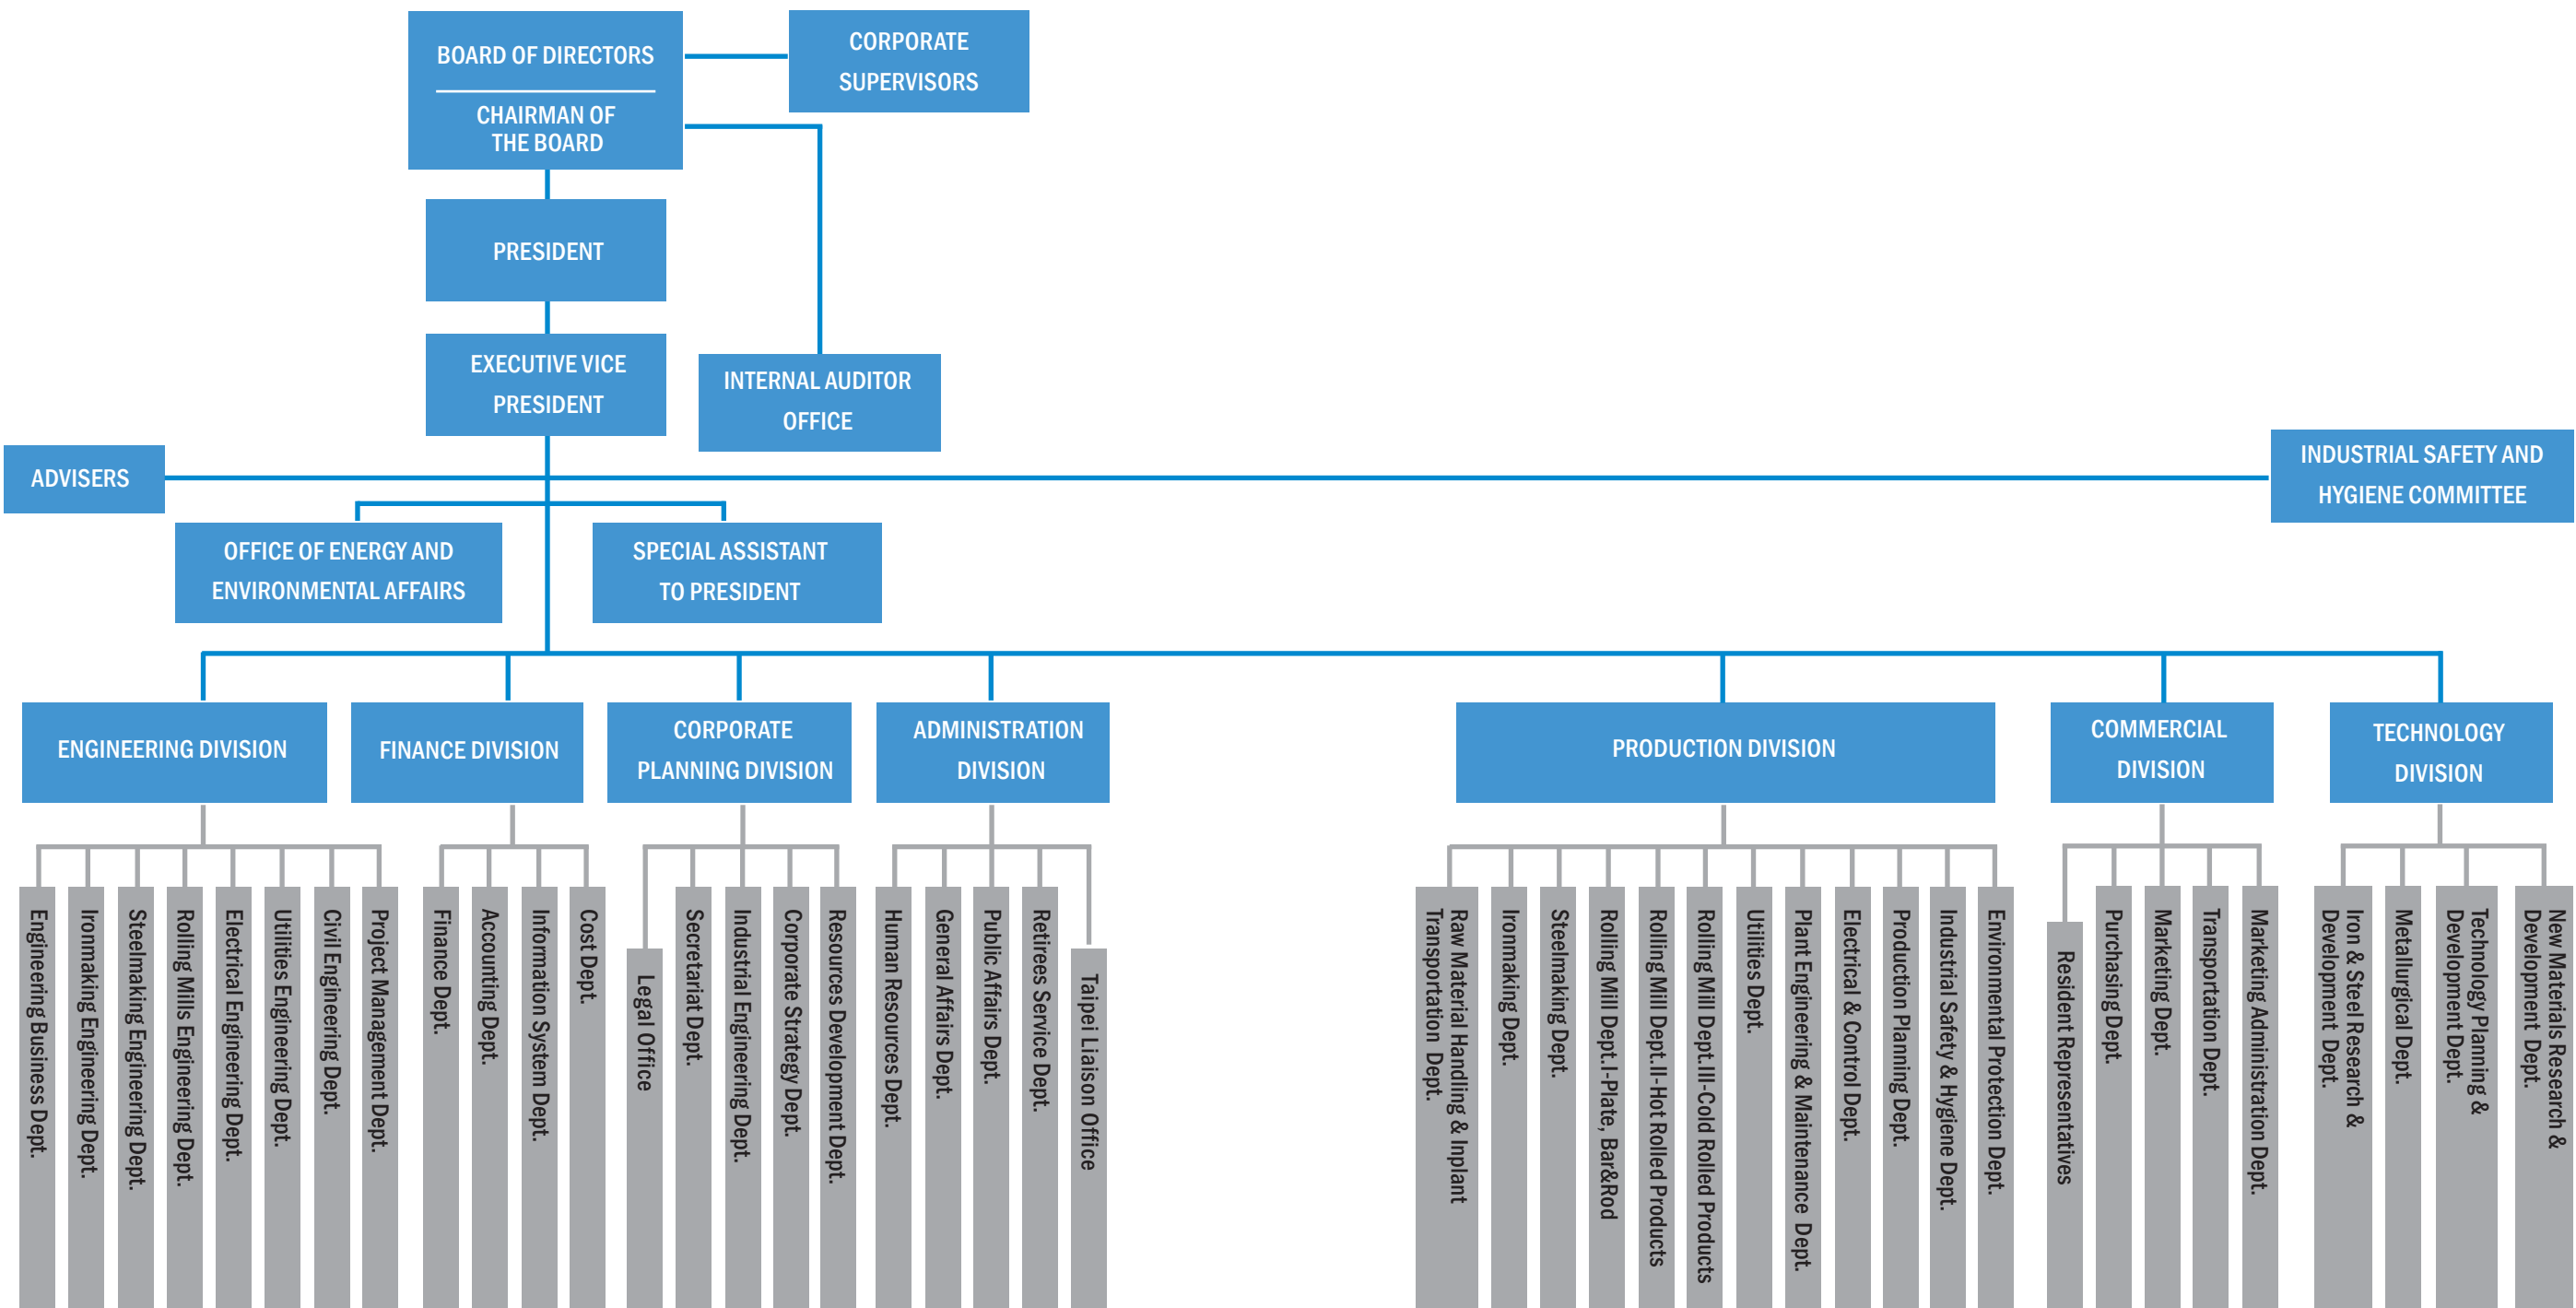 BOARD OF DIRECTORS
CHAIRMAN OF
THE BOARD
CORPORATE
SUPERVISORS
PRESIDENT
EXECUTIVE VICE
PRESIDENT
INTERNAL AUDITOR
OFFICE
ADVISERS
INDUSTRIAL SAFETY AND
HYGIENE COMMITTEE
OFFICE OF ENERGY AND
ENVIRONMENTAL AFFAIRS
SPECIAL ASSISTANT
TO PRESIDENT
ENGINEERING DIVISION
FINANCE DIVISION
CORPORATE
PLANNING DIVISION
ADMINISTRATION
DIVISION
PRODUCTION DIVISION
COMMERCIAL
DIVISION
TECHNOLOGY
DIVISION
Engineering Business Dept.
Ironmaking Engineering Dept.
Steelmaking Engineering Dept.
Rolling Mills Engineering Dept.
Electrical Engineering Dept.
Utilities Engineering Dept.
Civil Engineering Dept.
Project Management Dept.
Finance Dept.
Accounting Dept.
Information System Dept.
Cost Dept.
Legal Office
Secretariat Dept.
Industrial Engineering Dept.
Corporate Strategy Dept.
Resources Development Dept.
Human Resources Dept.
General Affairs Dept.
Public Affairs Dept.
Retirees Service Dept.
Taipei Liaison Office
Raw Material Handling & Inplant
Transportation Dept.
Ironmaking Dept.
Steelmaking Dept.
Rolling Mill Dept.I-Plate, Bar&Rod
Rolling Mill Dept.II-Hot Rolled Products
Rolling Mill Dept.III-Cold Rolled Products
Utilities Dept.
Plant Engineering & Maintenance Dept.
Electrical & Control Dept.
Production Planning Dept.
Industrial Safety & Hygiene Dept.
Environmental Protection Dept.
Resident Representatives
Purchasing Dept.
Marketing Dept.
Transportation Dept.
Marketing Administration Dept.
Iron & Steel Research &
Development Dept.
Metallurgical Dept.
Technology Planning &
Development Dept.
New Materials Research &
Development Dept.